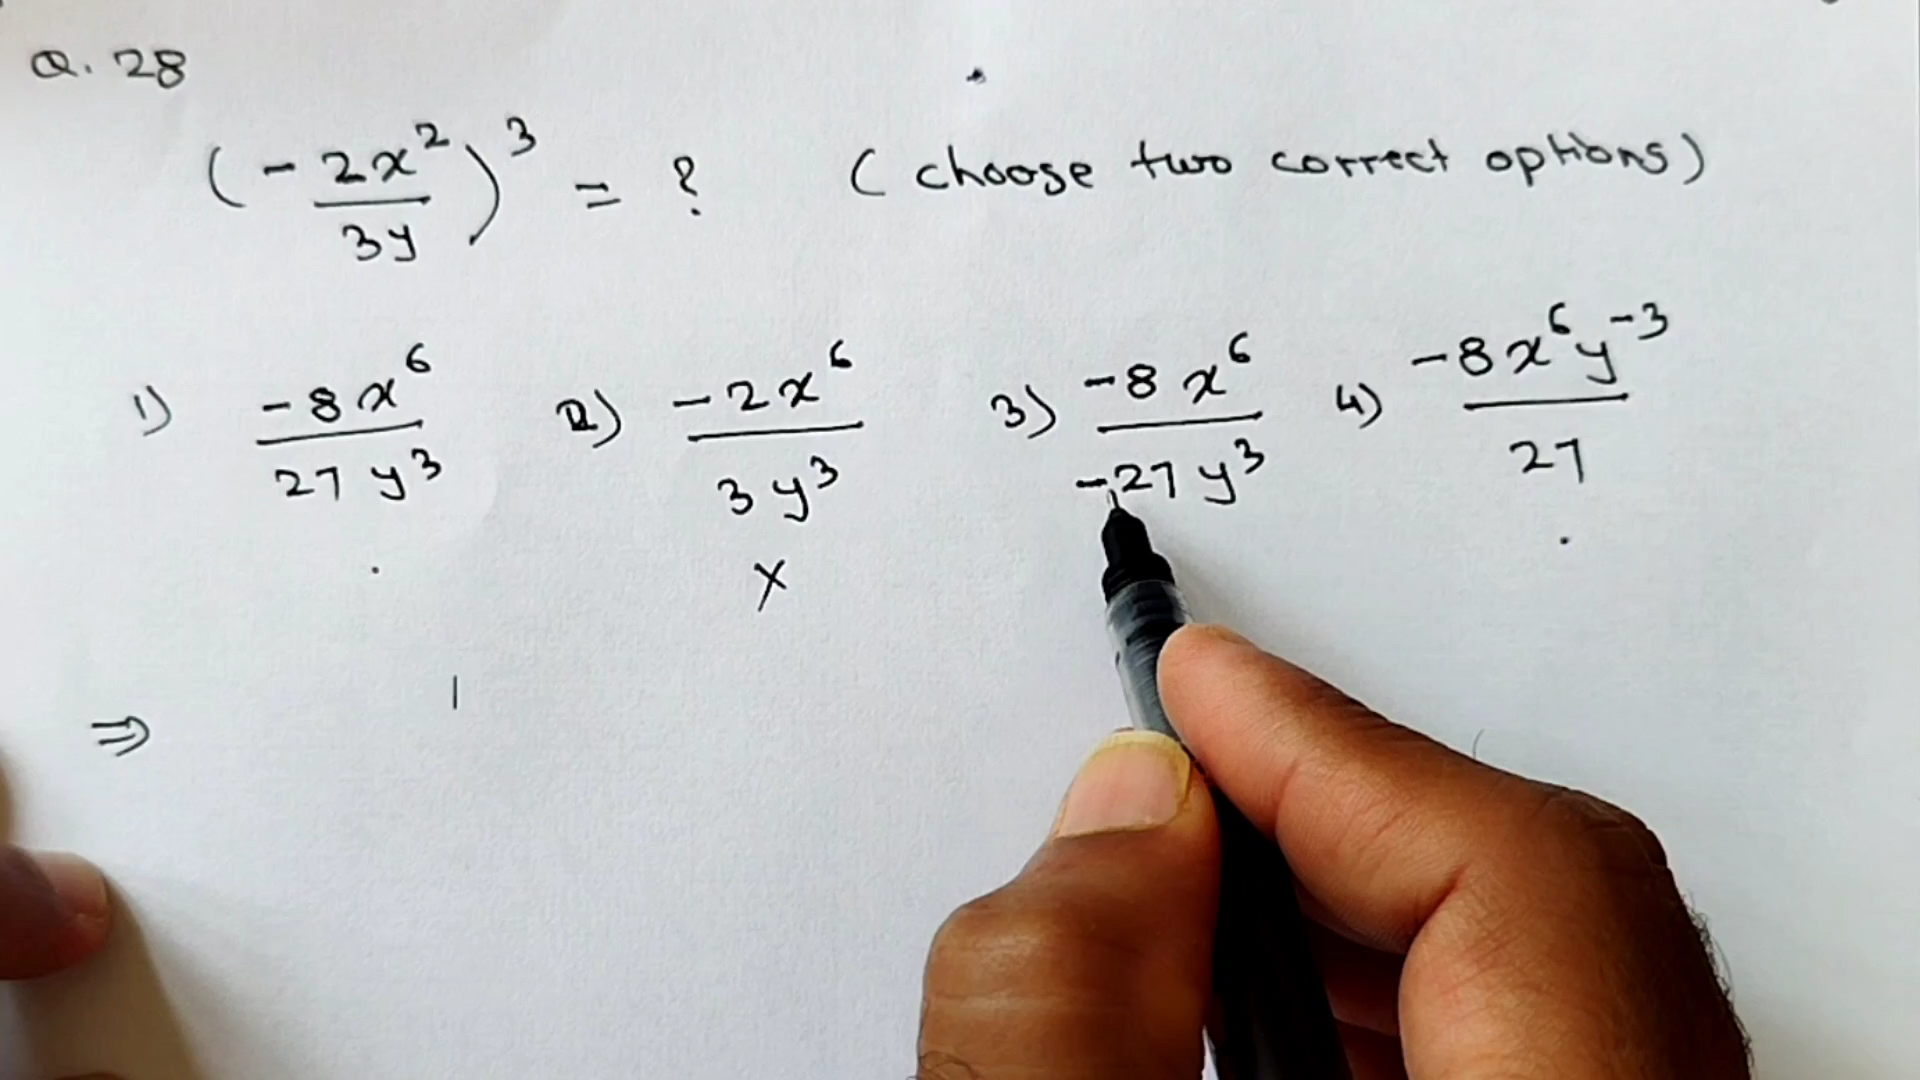 Q. 28
(-2x²/3y)³ = ? (choose two correct options)
1) -8x⁶/27y³ 2) -2x⁶/3y³ 3) -8x⁶/-27y³ 4) -8x⁶y⁻³/27
x
⇒